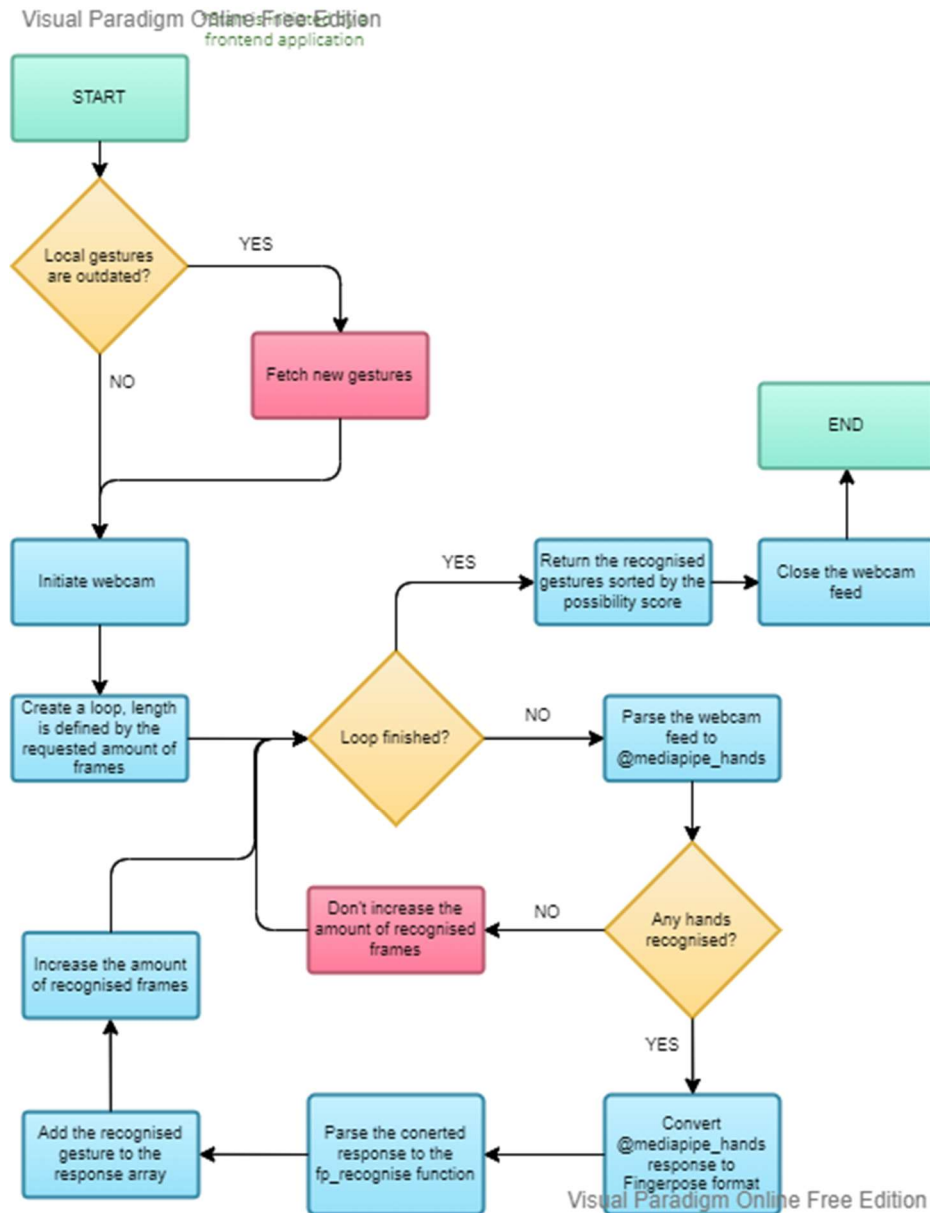 Visual Paradigm Online Free Edition
frontend application
START
Local gestures
are outdated?
YES
Fetch new gestures
NO
END
Initiate webcam
YES
Return the recognised
gestures sorted by the
possibility score
Close the webcam
feed
Create a loop, length
is defined by the
requested amount of
frames
Loop finished?
NO
Parse the webcam
feed to
@mediapipe_hands
Any hands
recognised?
NO
Don't increase the
amount of recognised
frames
Increase the amount
of recognised frames
YES
Convert
@mediapipe_hands
response to
Fingerpose format
Parse the conerted
response to the
fp_recognise function
Add the recognised
gesture to the
response array
Visual Paradigm Online Free Edition